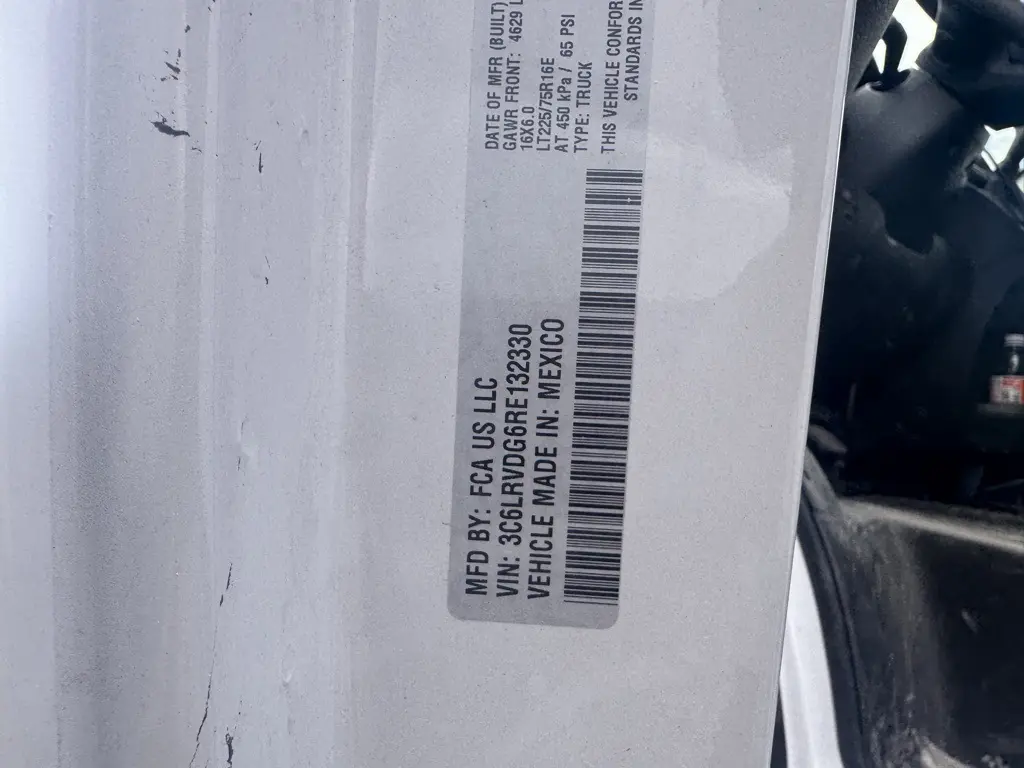 MFD BY: FCA US LLC
VIN: 3C6LRVDG6RE132330
VEHICLE MADE IN: MEXICO
DATE OF MFR (BUILT)
GAWR FRONT: 4629 L
16X6.0
LT225/75R16E
AT 450 kPa / 65 PSI
TYPE: TRUCK
THIS VEHICLE CONFOR
STANDARDS IN